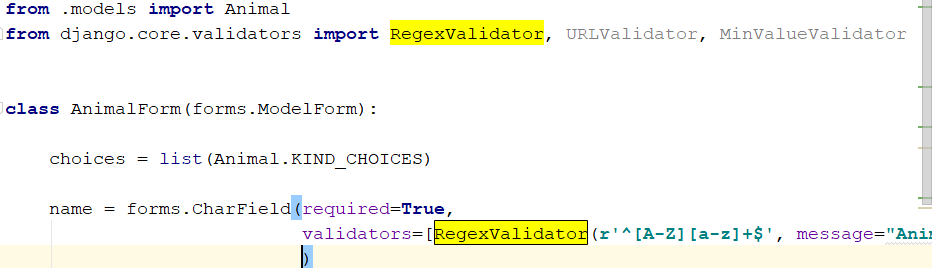 from .models import Animal
from django.core.validators import RegexValidator, URLValidator, MinValueValidator
class AnimalForm(forms.ModelForm):
choices = list(Animal.KIND_CHOICES)
name = forms.CharField(required=True,
validators=[RegexValidator(r'^[A-Z][a-z]+$', message="Ani
)